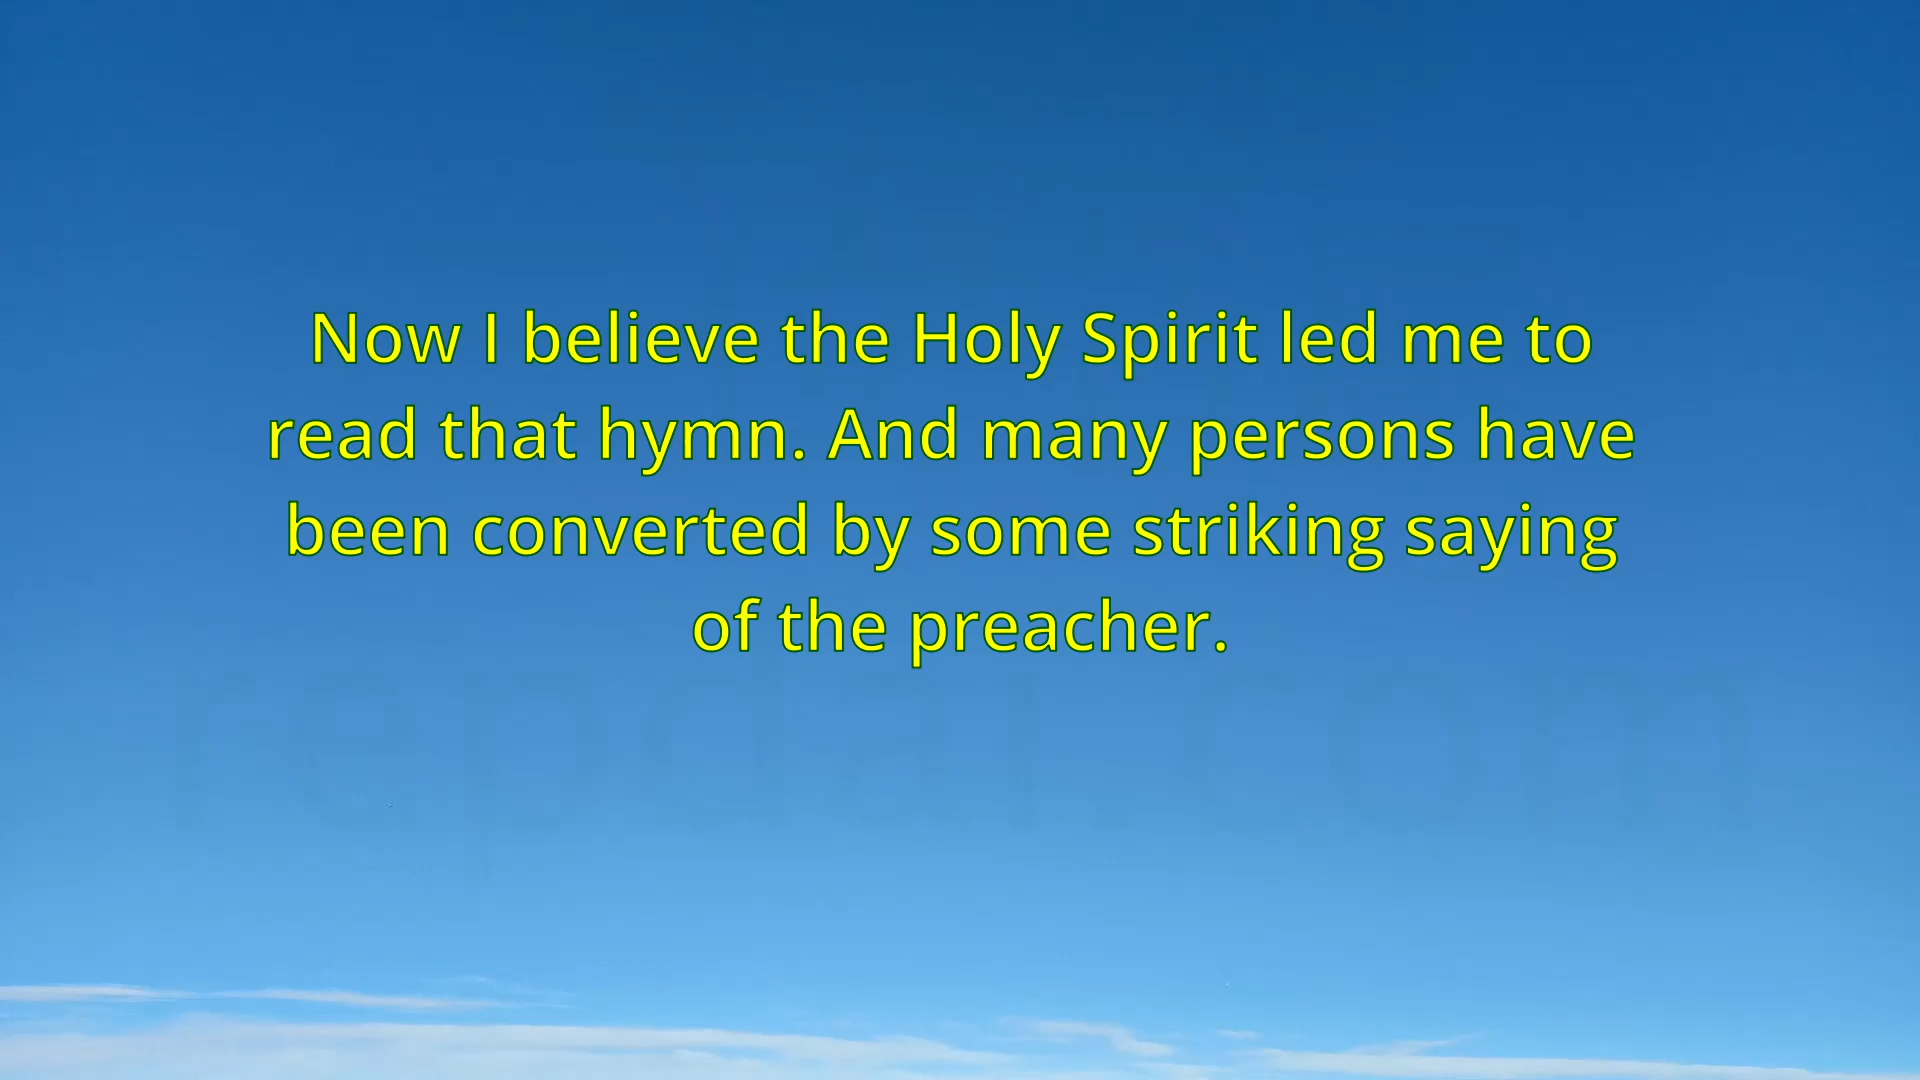 Now I believe the Holy Spirit led me to
read that hymn. And many persons have
been converted by some striking saying
of the preacher.